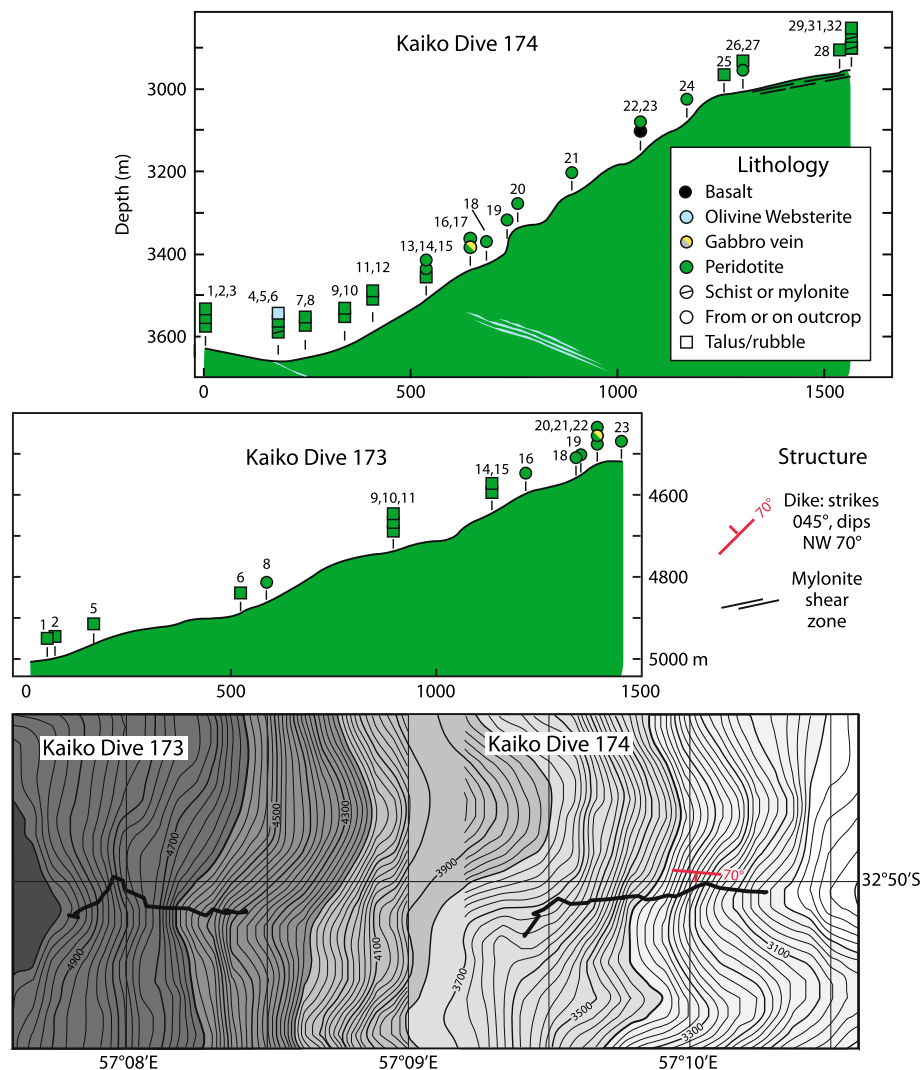 Kaiko Dive 174
Depth (m)
3000
3200
3400
3600
0
500
1000
1500
1,2,3
4,5,6
7,8
9,10
11,12
13,14,15
16,17
18
19
20
21
22,23
24
25
26,27
28
29,31,32
Lithology
Basalt
Olivine Websterite
Gabbro vein
Peridotite
Schist or mylonite
From or on outcrop
Talus/rubble
Kaiko Dive 173
1
2
5
6
8
9,10,11
14,15
16
18
19
20,21,22
23
4600
4800
5000 m
0
500
1000
1500
Structure
70°
Dike: strikes
045°, dips
NW 70°
Mylonite
shear
zone
Kaiko Dive 173
Kaiko Dive 174
4700
4500
4300
3900
4900
4100
3700
3500
3300
3100
70°
32°50'S
57°08'E
57°09'E
57°10'E